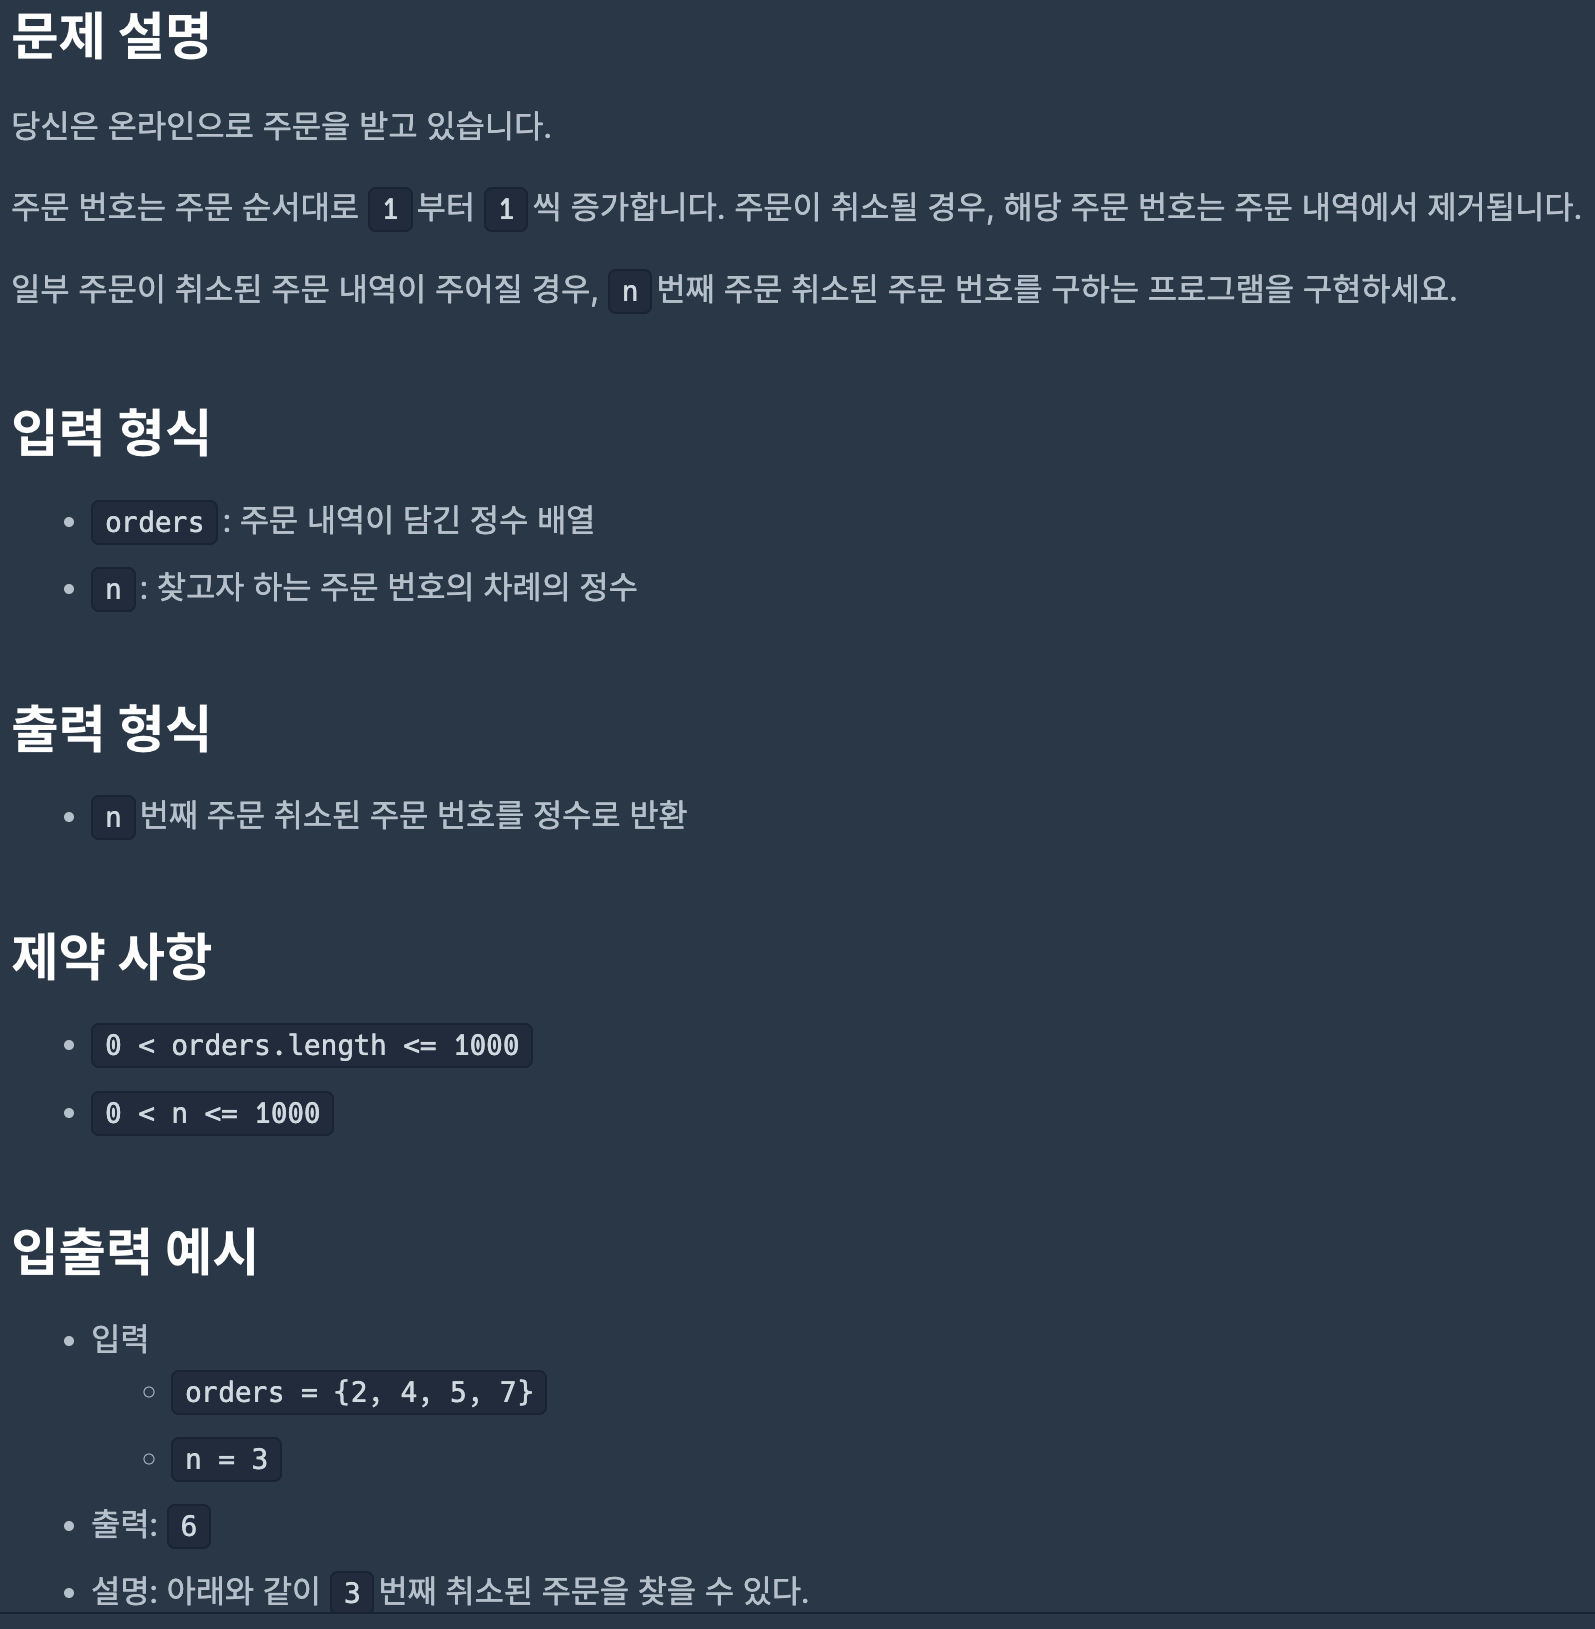 문제 설명
당신은 온라인으로 주문을 받고 있습니다.
주문 번호는 주문 순서대로 1 부터 1 씩 증가합니다. 주문이 취소될 경우, 해당 주문 번호는 주문 내역에서 제거됩니다.
일부 주문이 취소된 주문 내역이 주어질 경우, n 번째 주문 취소된 주문 번호를 구하는 프로그램을 구현하세요.
입력 형식
• orders : 주문 내역이 담긴 정수 배열
• n : 찾고자 하는 주문 번호의 차례의 정수
출력 형식
• n 번째 주문 취소된 주문 번호를 정수로 반환
제약 사항
• 0 < orders.length <= 1000
• 0 < n <= 1000
입출력 예시
• 입력
○ orders = {2, 4, 5, 7}
○ n = 3
• 출력: 6
• 설명: 아래와 같이 3 번째 취소된 주문을 찾을 수 있다.